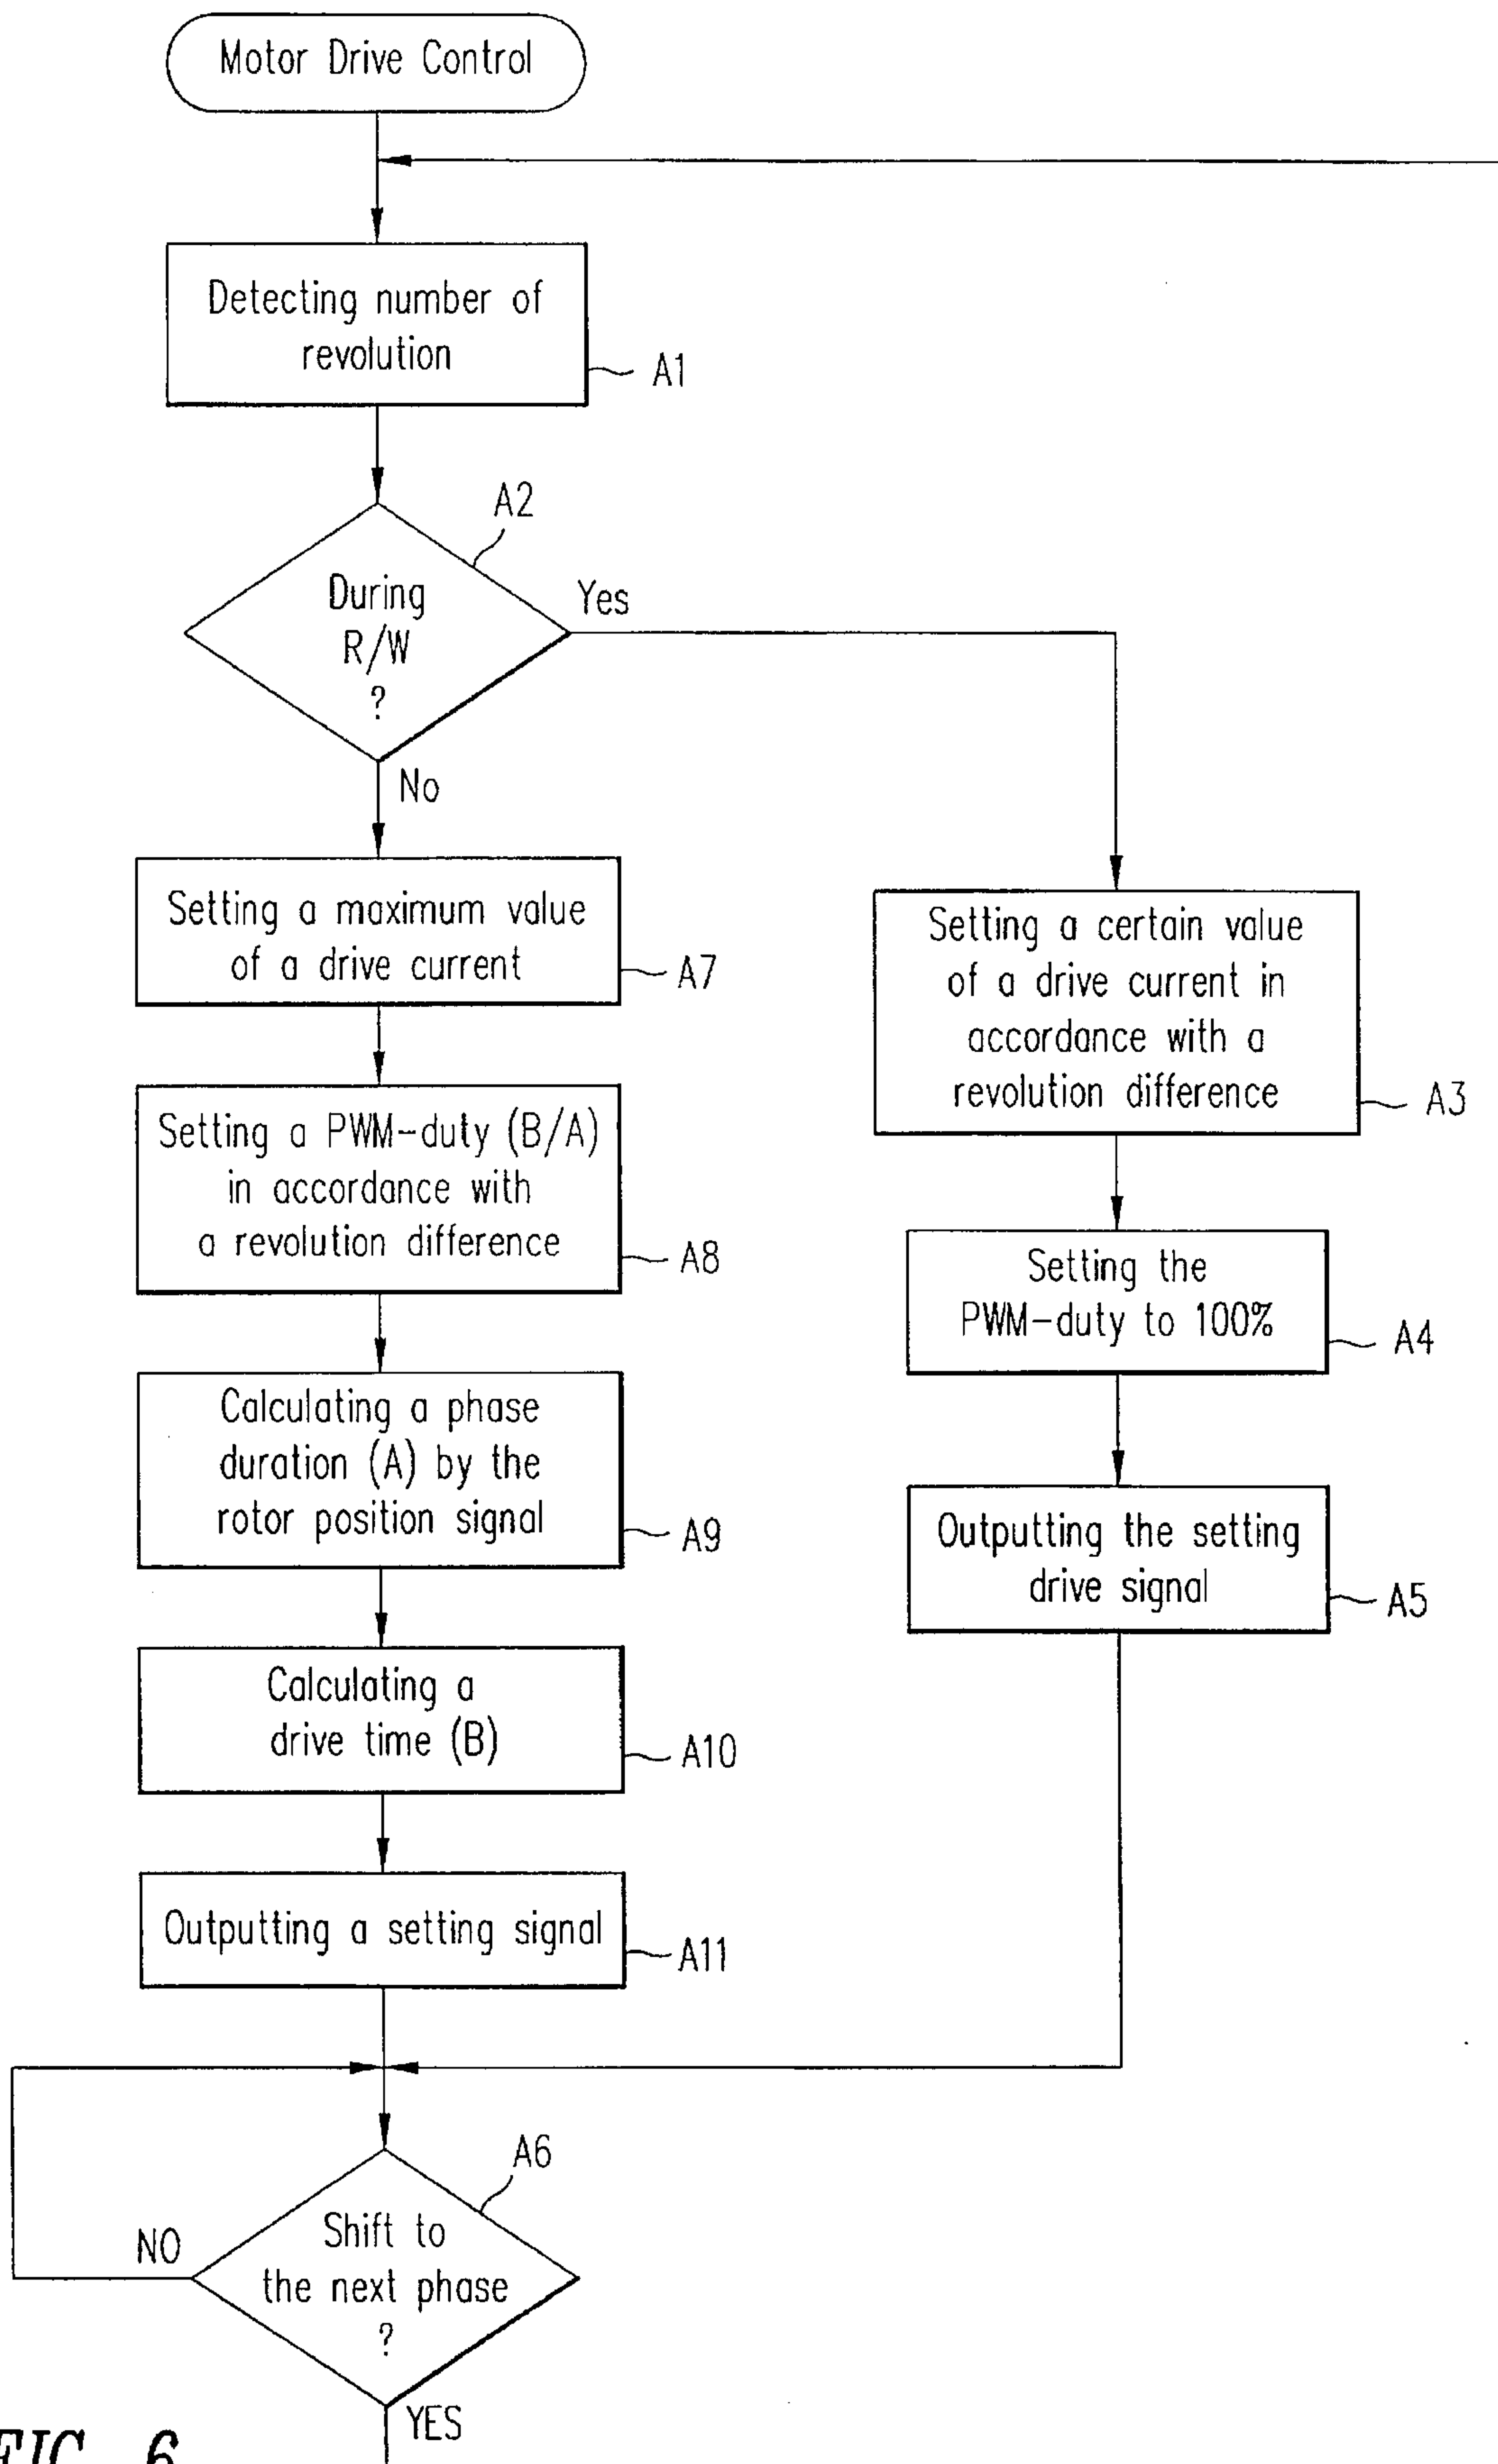 Motor Drive Control
Detecting number of
revolution
A1
A2
During
R/W
?
Yes
No
Setting a maximum value
of a drive current
A7
Setting a certain value
of a drive current in
accordance with a
revolution difference
A3
Setting a PWM-duty (B/A)
in accordance with
a revolution difference
A8
Setting the
PWM-duty to 100%
A4
Calculating a phase
duration (A) by the
rotor position signal
A9
Outputting the setting
drive signal
A5
Calculating a
drive time (B)
A10
Outputting a setting signal
A11
A6
Shift to
the next phase
?
NO
YES
FIG. 6